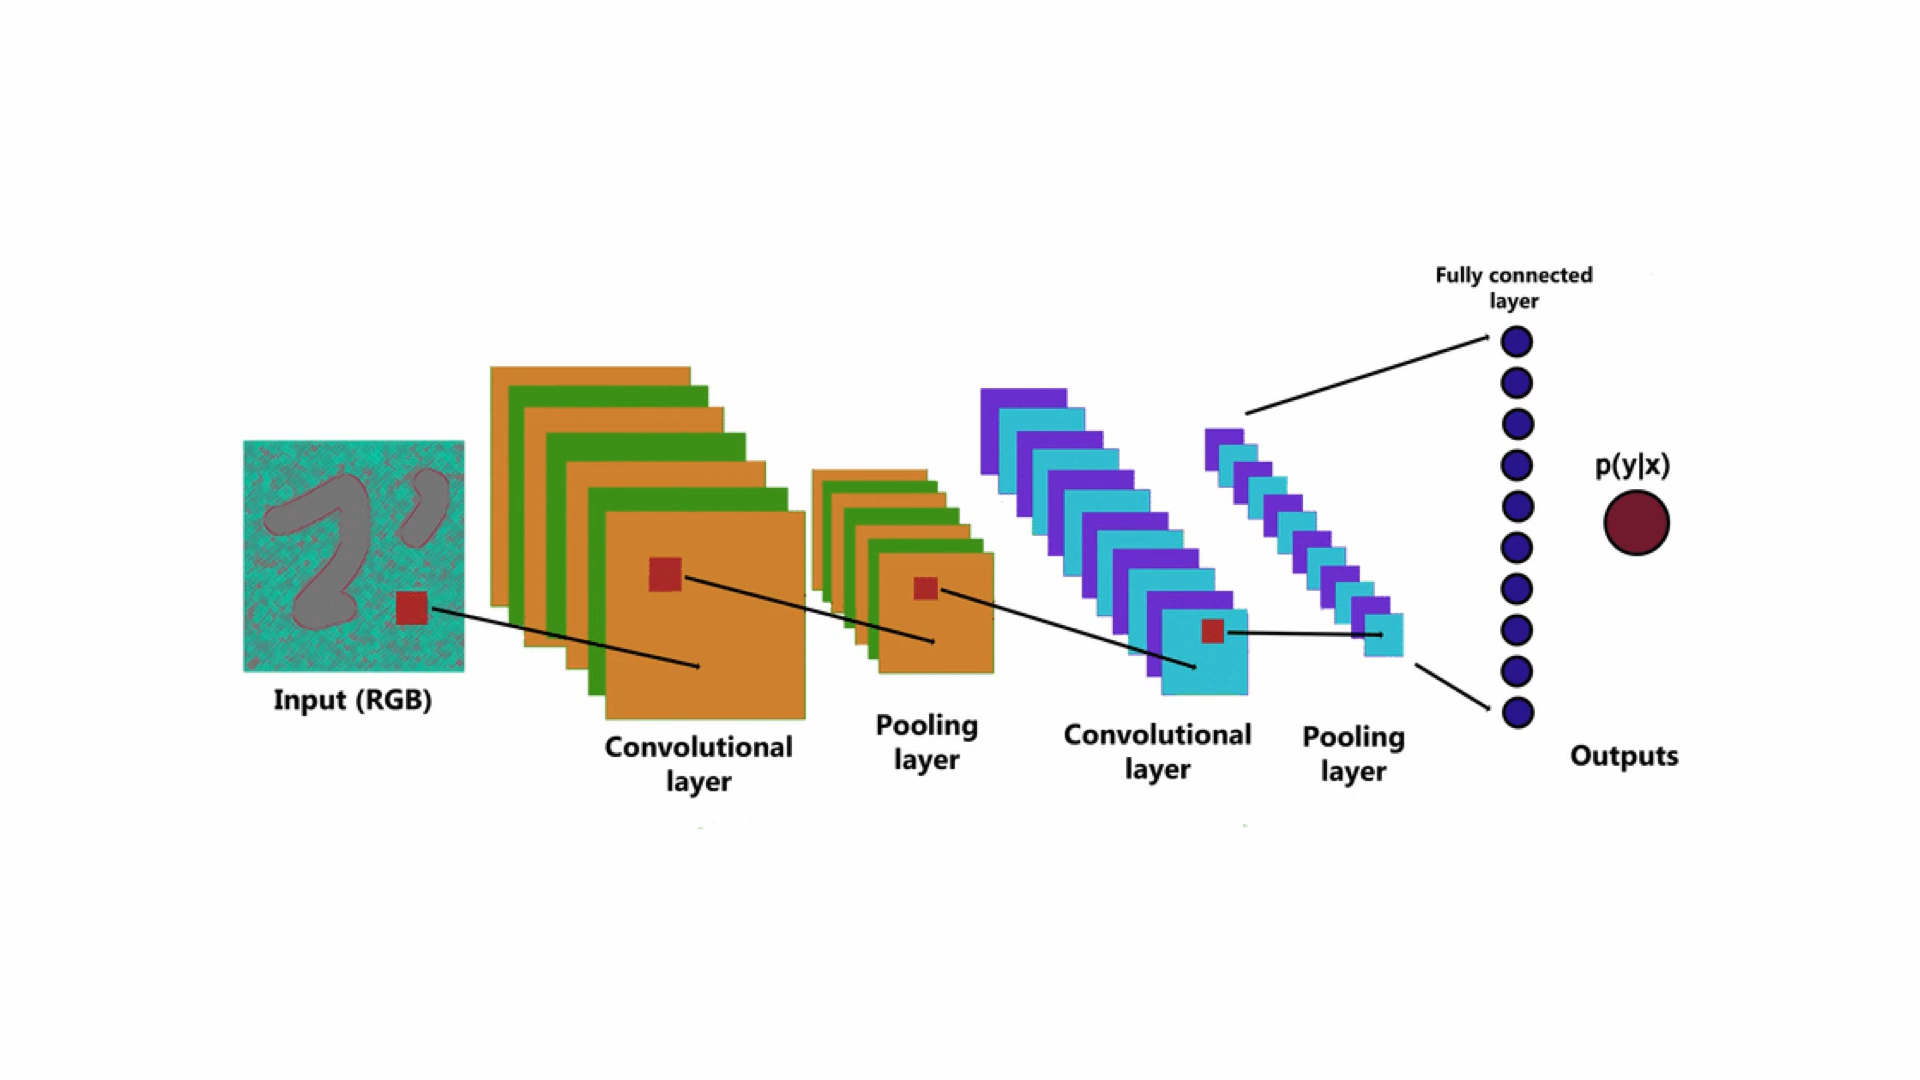 Fully connected
layer
p(y|x)
Input (RGB)
Convolutional
layer
Pooling
layer
Convolutional
layer
Pooling
layer
Outputs